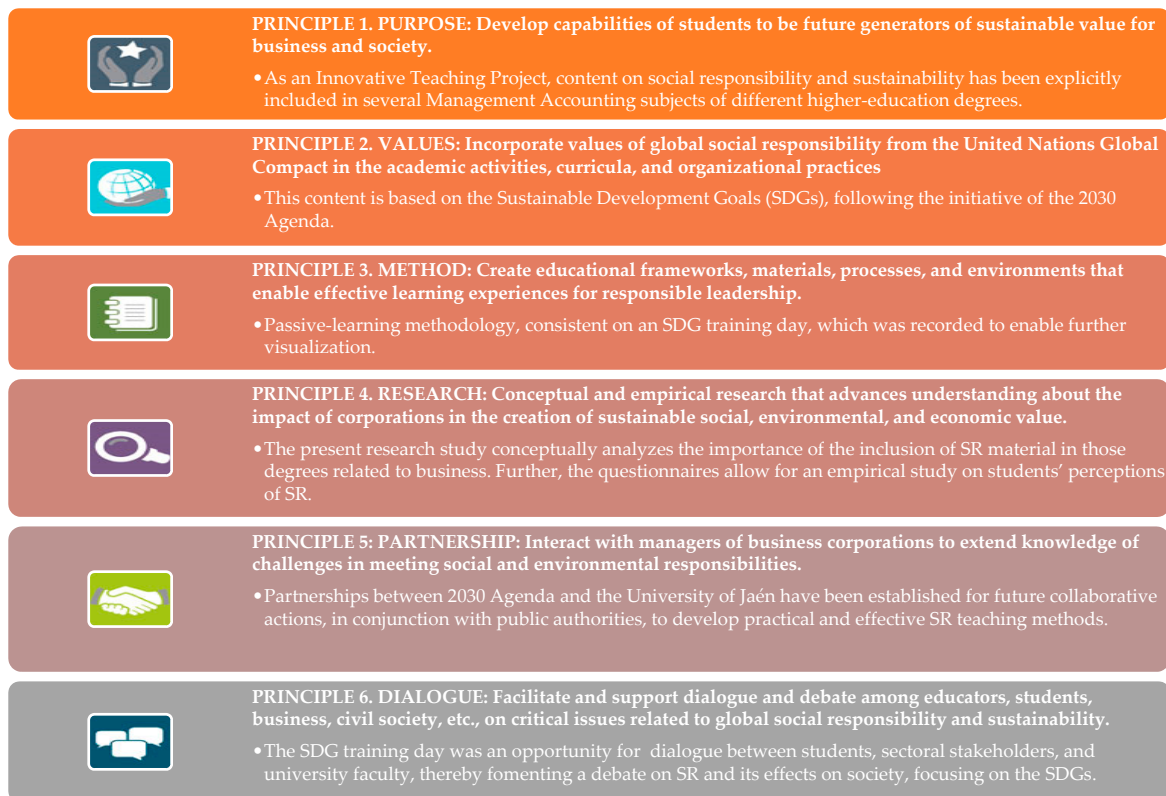 PRINCIPLE 1. PURPOSE: Develop capabilities of students to be future generators of sustainable value for
business and society.
•As an Innovative Teaching Project, content on social responsibility and sustainability has been explicitly
included in several Management Accounting subjects of different higher-education degrees.
PRINCIPLE 2. VALUES: Incorporate values of global social responsibility from the United Nations Global
Compact in the academic activities, curricula, and organizational practices
•This content is based on the Sustainable Development Goals (SDGs), following the initiative of the 2030
Agenda.
PRINCIPLE 3. METHOD: Create educational frameworks, materials, processes, and environments that
enable effective learning experiences for responsible leadership.
•Passive-learning methodology, consistent on an SDG training day, which was recorded to enable further
visualization.
PRINCIPLE 4. RESEARCH: Conceptual and empirical research that advances understanding about the
impact of corporations in the creation of sustainable social, environmental, and economic value.
•The present research study conceptually analyzes the importance of the inclusion of SR material in those
degrees related to business. Further, the questionnaires allow for an empirical study on students' perceptions
of SR.
PRINCIPLE 5: PARTNERSHIP: Interact with managers of business corporations to extend knowledge of
challenges in meeting social and environmental responsibilities.
•Partnerships between 2030 Agenda and the University of Jaén have been established for future collaborative
actions, in conjunction with public authorities, to develop practical and effective SR teaching methods.
PRINCIPLE 6. DIALOGUE: Facilitate and support dialogue and debate among educators, students,
business, civil society, etc., on critical issues related to global social responsibility and sustainability.
•The SDG training day was an opportunity for dialogue between students, sectoral stakeholders, and
university faculty, thereby fomenting a debate on SR and its effects on society, focusing on the SDGs.